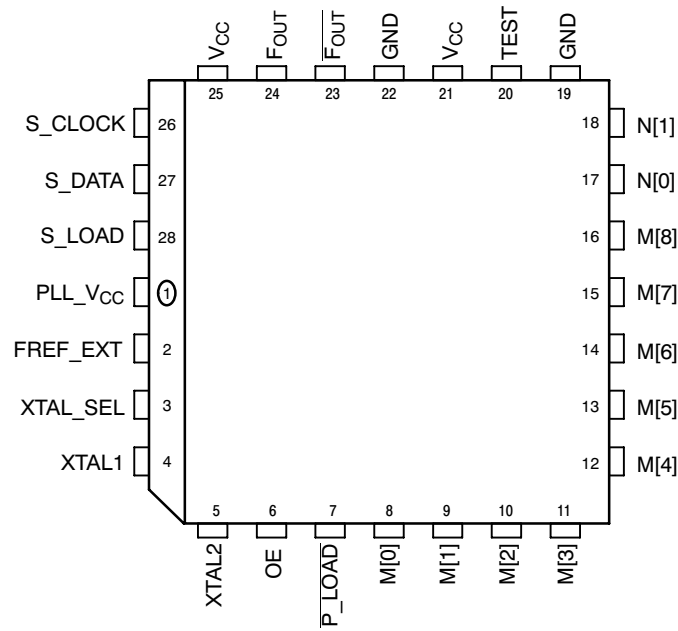 VCC FOUT FOUT GND VCC TEST GND
25 24 23 22 21 20 19
S_CLOCK 26 18 N[1]
S_DATA 27 17 N[0]
S_LOAD 28 16 M[8]
PLL_VCC 1 15 M[7]
FREF_EXT 2 14 M[6]
XTAL_SEL 3 13 M[5]
XTAL1 4 12 M[4]
5 6 7 8 9 10 11
XTAL2 OE P_LOAD M[0] M[1] M[2] M[3]